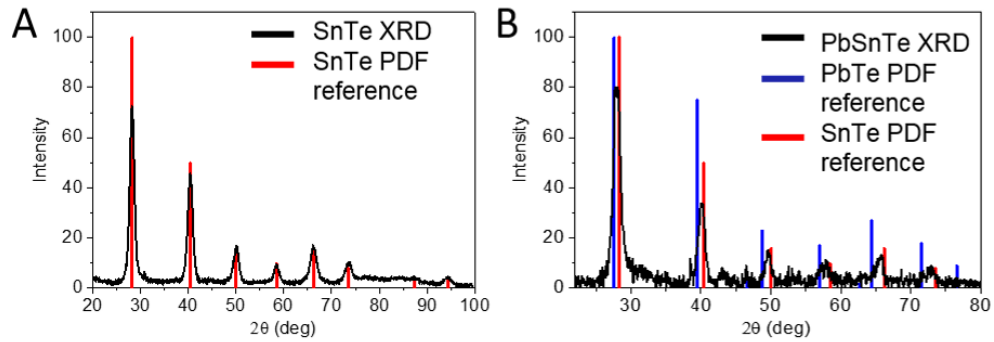 A
SnTe XRD
SnTe PDF
reference
100
80
60
40
20
0
Intensity
20 30 40 50 60 70 80 90 100
2θ (deg)
B
PbSnTe XRD
PbTe PDF
reference
SnTe PDF
reference
100
80
60
40
20
0
Intensity
30 40 50 60 70 80
2θ (deg)